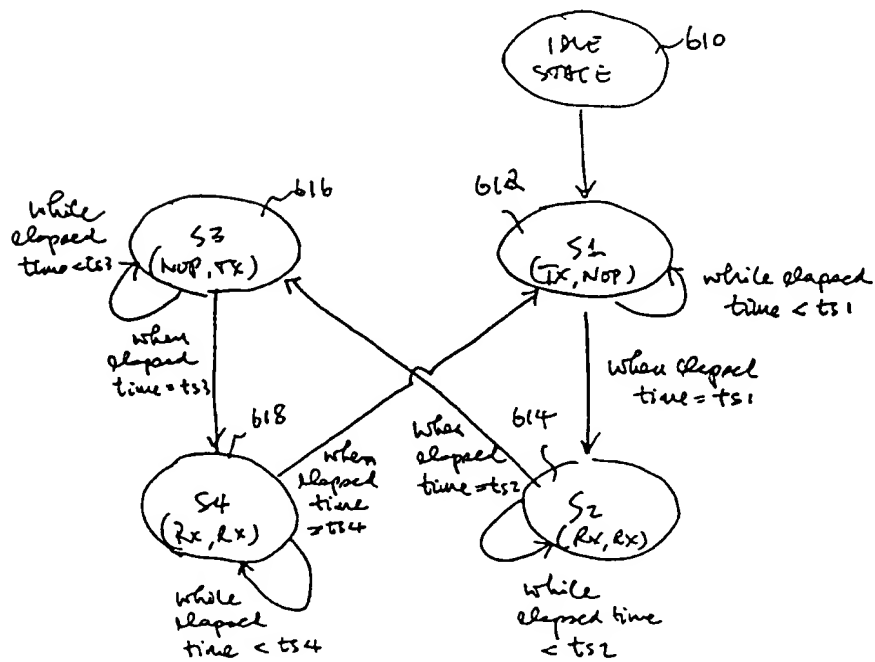 IDLE
STATE
610
616
612
while
elapsed
time < ts3
S3
(NOP, TX)
S1
(TX, NOP)
while elapsed
time < ts1
when
elapsed
time = ts3
when elapsed
time = ts1
618
614
when
elapsed
time
= ts4
when
elapsed
time = ts2
S4
(RX, RX)
S2
(RX, RX)
while
elapsed
time < ts4
while
elapsed time
< ts2